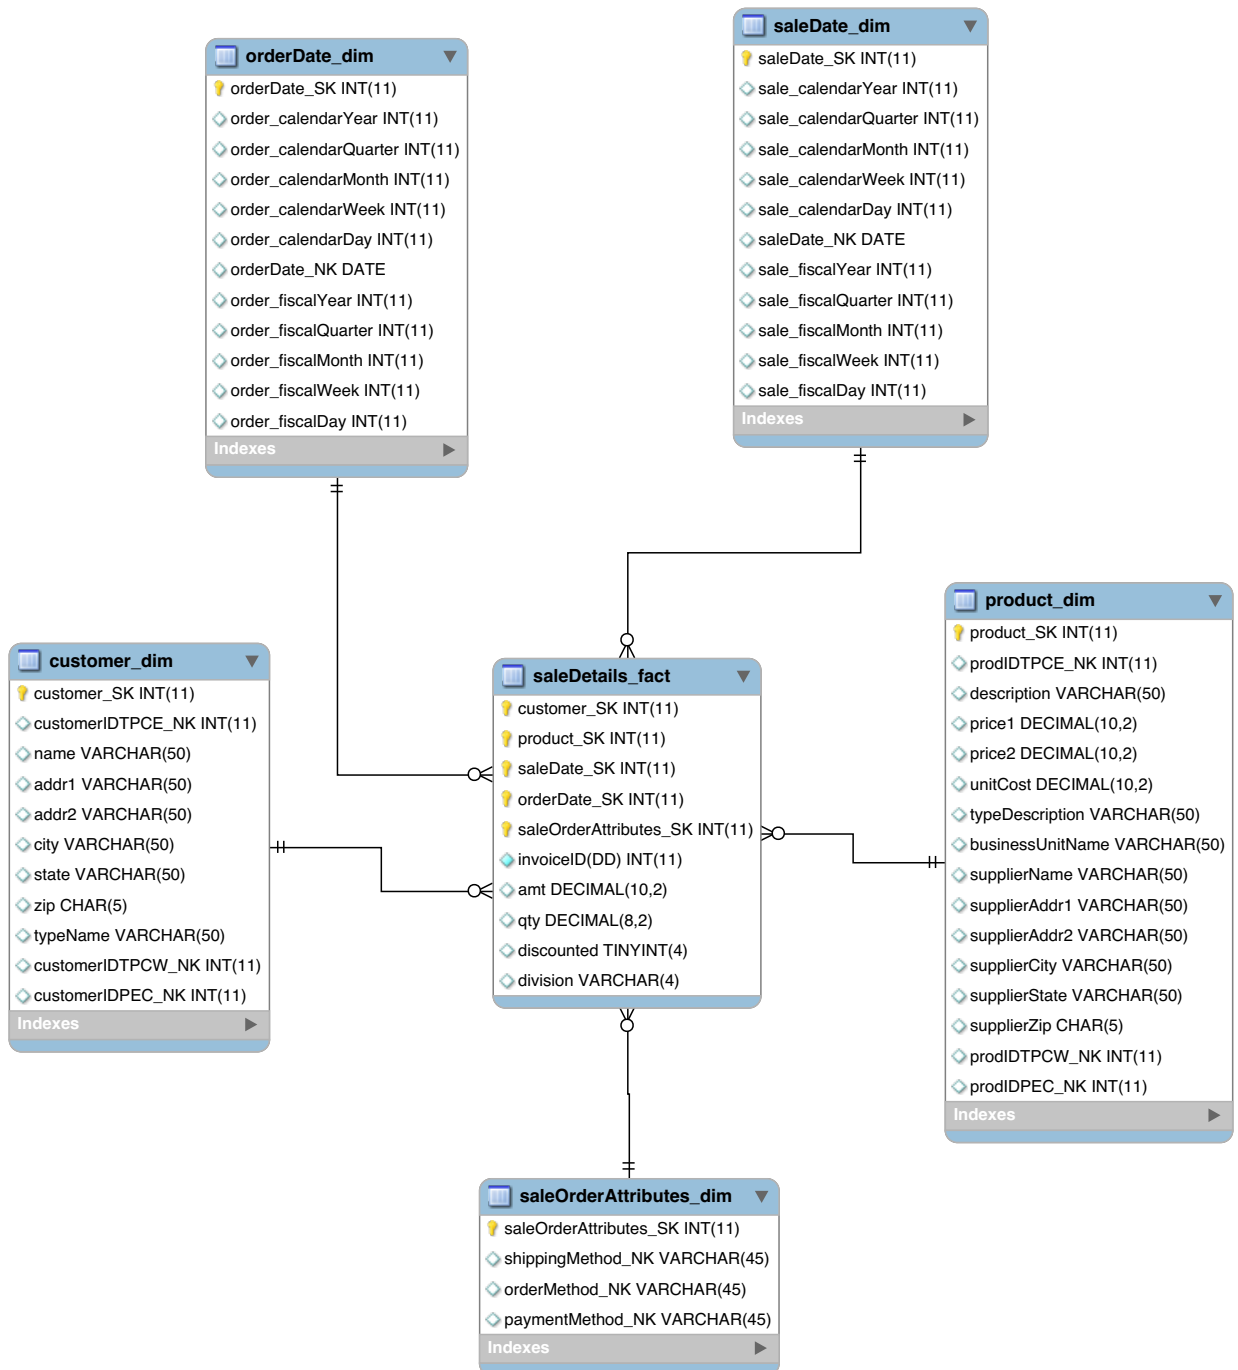 orderDate_dim
orderDate_SK INT(11)
order_calendarYear INT(11)
order_calendarQuarter INT(11)
order_calendarMonth INT(11)
order_calendarWeek INT(11)
order_calendarDay INT(11)
orderDate_NK DATE
order_fiscalYear INT(11)
order_fiscalQuarter INT(11)
order_fiscalMonth INT(11)
order_fiscalWeek INT(11)
order_fiscalDay INT(11)
Indexes
saleDate_dim
saleDate_SK INT(11)
sale_calendarYear INT(11)
sale_calendarQuarter INT(11)
sale_calendarMonth INT(11)
sale_calendarWeek INT(11)
sale_calendarDay INT(11)
saleDate_NK DATE
sale_fiscalYear INT(11)
sale_fiscalQuarter INT(11)
sale_fiscalMonth INT(11)
sale_fiscalWeek INT(11)
sale_fiscalDay INT(11)
Indexes
customer_dim
customer_SK INT(11)
customerIDTPCE_NK INT(11)
name VARCHAR(50)
addr1 VARCHAR(50)
addr2 VARCHAR(50)
city VARCHAR(50)
state VARCHAR(50)
zip CHAR(5)
typeName VARCHAR(50)
customerIDTPCW_NK INT(11)
customerIDPEC_NK INT(11)
Indexes
saleDetails_fact
customer_SK INT(11)
product_SK INT(11)
saleDate_SK INT(11)
orderDate_SK INT(11)
saleOrderAttributes_SK INT(11)
invoiceID(DD) INT(11)
amt DECIMAL(10,2)
qty DECIMAL(8,2)
discounted TINYINT(4)
division VARCHAR(4)
product_dim
product_SK INT(11)
prodIDTPCE_NK INT(11)
description VARCHAR(50)
price1 DECIMAL(10,2)
price2 DECIMAL(10,2)
unitCost DECIMAL(10,2)
typeDescription VARCHAR(50)
businessUnitName VARCHAR(50)
supplierName VARCHAR(50)
supplierAddr1 VARCHAR(50)
supplierAddr2 VARCHAR(50)
supplierCity VARCHAR(50)
supplierState VARCHAR(50)
supplierZip CHAR(5)
prodIDTPCW_NK INT(11)
prodIDPEC_NK INT(11)
Indexes
saleOrderAttributes_dim
saleOrderAttributes_SK INT(11)
shippingMethod_NK VARCHAR(45)
orderMethod_NK VARCHAR(45)
paymentMethod_NK VARCHAR(45)
Indexes